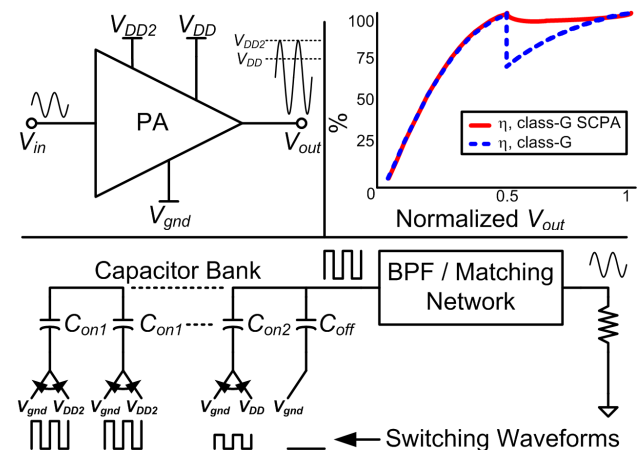 V_DD2 V_DD
V_DD2
V_DD
PA
V_in
V_out
V_gnd
100
75
50
25
0
%
η, class-G SCPA
η, class-G
0.5
1
Normalized V_out
Capacitor Bank
BPF / Matching
Network
C_on1 C_on1 C_on2 C_off
V_gnd V_DD2 V_gnd V_DD2 V_gnd V_DD V_gnd
Switching Waveforms